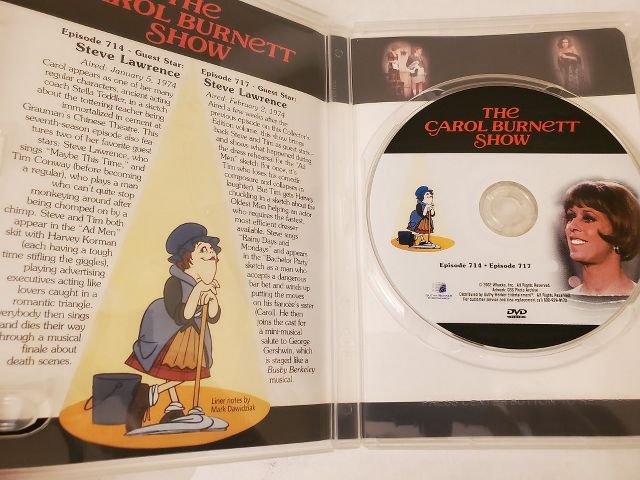 THE
CAROL BURNETT
SHOW
Episode 714 · Guest Star:
Steve Lawrence
Aired: January 5, 1974
Carol appears as one of her many
regular characters, ancient acting
coach Stella Toddler, in a sketch
about the tottering teacher being
immortalized in cement at
Grauman's Chinese Theatre. This
seventh-season episode also fea-
tures two of her favorite guest
stars: Steve Lawrence, who
sings "Maybe This Time," and
Tim Conway (before becoming
a regular), who plays a man
who can't quite stop
monkeying around after
being chomped on by a
chimp. Steve and Tim both
appear in the "Ad Men"
skit with Harvey Korman
(each having a tough
time stifling the giggles),
playing advertising
executives acting like
lovers caught in a
romantic triangle.
verybody then sings
and dies their way
through a musical
finale about
death scenes.
Episode 717 · Guest Star:
Steve Lawrence
Aired: February 2, 1974
Aired a few weeks after the
previous episode on this Collector's
Edition volume, this show brings
back Steve and Tim as guest stars...
and shows what happened during
the dress rehearsal for the "Ad
Men" sketch (for once, it's
Tim who loses his comedic
composure and collapses in
laughter). But Tim gets Harvey
chuckling in a sketch about his
Oldest Man helping an actor
who requires the fastest,
most efficient dresser
available. Steve sings
"Rainy Days and
Mondays" and appears
in the "Bachelor Party"
sketch as a man who
accepts a dangerous
bar bet and winds up
putting the moves
on his fiancée's sister
(Carol). He then
joins the cast for
a mini-musical
salute to George
Gershwin, which
is staged like a
Busby Berkeley
musical.
Liner notes by
Mark Dawidziak
THE
CAROL BURNETT
SHOW
Episode 714 • Episode 717
DVD